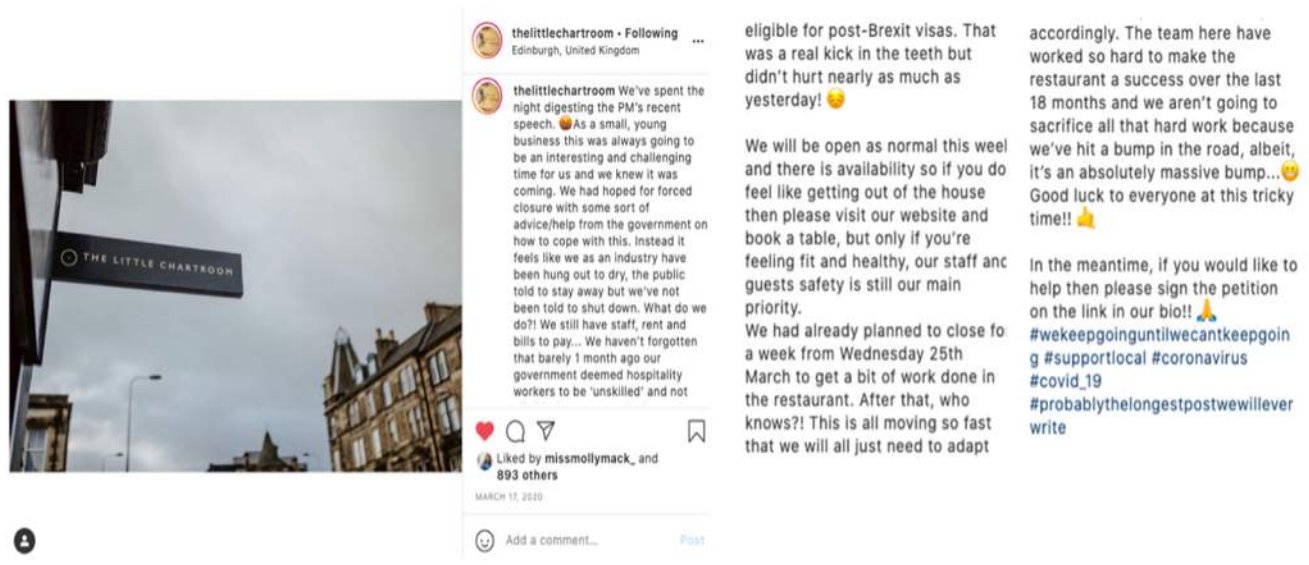 THE LITTLE CHARTROOM
thelittlechartroom • Following
Edinburgh, United Kingdom
thelittlechartroom We've spent the
night digesting the PM's recent
speech. 🤬As a small, young
business this was always going to
be an interesting and challenging
time for us and we knew it was
coming. We had hoped for forced
closure with some sort of
advice/help from the government on
how to cope with this. Instead it
feels like we as an industry have
been hung out to dry, the public
told to stay away but we've not
been told to shut down. What do we
do?! We still have staff, rent and
bills to pay... We haven't forgotten
that barely 1 month ago our
government deemed hospitality
workers to be 'unskilled' and not
Liked by missmollymack_ and
893 others
MARCH 17, 2020
Add a comment...
Post
eligible for post-Brexit visas. That
was a real kick in the teeth but
didn't hurt nearly as much as
yesterday! 😔
We will be open as normal this weel
and there is availability so if you do
feel like getting out of the house
then please visit our website and
book a table, but only if you're
feeling fit and healthy, our staff and
guests safety is still our main
priority.
We had already planned to close fo
a week from Wednesday 25th
March to get a bit of work done in
the restaurant. After that, who
knows?! This is all moving so fast
that we will all just need to adapt
accordingly. The team here have
worked so hard to make the
restaurant a success over the last
18 months and we aren't going to
sacrifice all that hard work because
we've hit a bump in the road, albeit,
it's an absolutely massive bump...😬
Good luck to everyone at this tricky
time!! 🤙
In the meantime, if you would like to
help then please sign the petition
on the link in our bio!! 🙏
#wekeepgoinguntilwecantkeepgoin
g #supportlocal #coronavirus
#covid_19
#probablythelongestpostwewillever
write